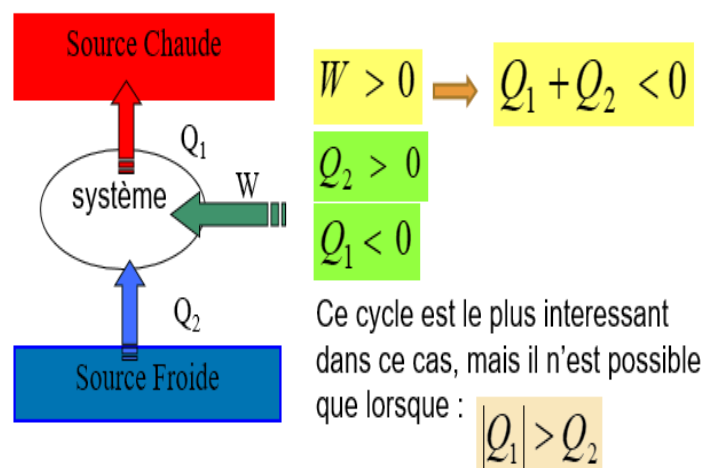 Source Chaude
Q₁
système
W
Q₂
Source Froide
W > 0
Q₁ + Q₂ < 0
Q₂ > 0
Q₁ < 0
Ce cycle est le plus interessant
dans ce cas, mais il n’est possible
que lorsque :
|Q₁| > Q₂